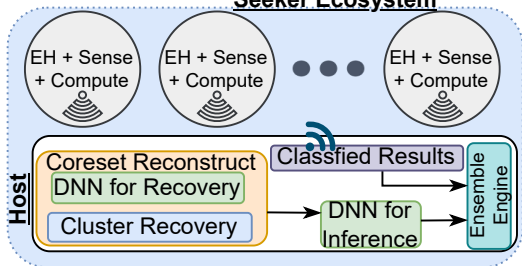 Seeker Ecosystem
EH + Sense
+ Compute
EH + Sense
+ Compute
EH + Sense
+ Compute
Host
Coreset Reconstruct
DNN for Recovery
Cluster Recovery
Classfied Results
DNN for
Inference
Ensemble
Engine